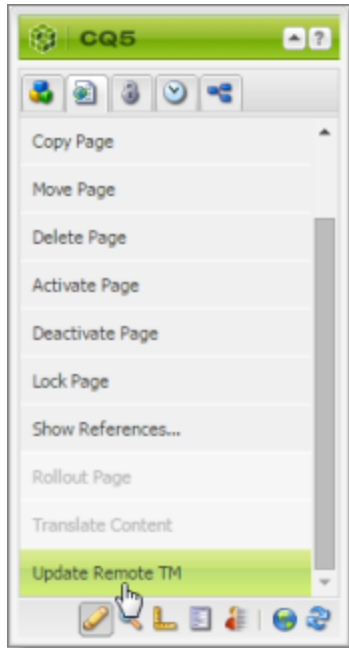 CQ5
?
Copy Page
Move Page
Delete Page
Activate Page
Deactivate Page
Lock Page
Show References...
Rollout Page
Translate Content
Update Remote TM